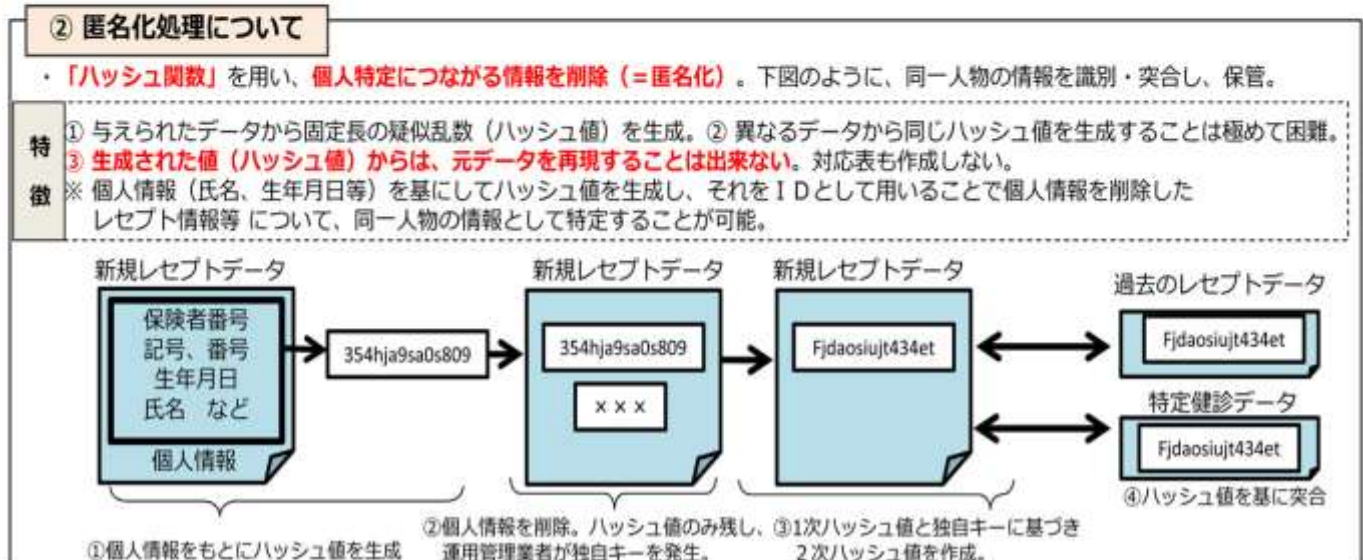 ② 匿名化処理について
・「ハッシュ関数」を用い、個人特定につながる情報を削除（＝匿名化）。下図のように、同一人物の情報を識別・突合し、保管。
特徴
① 与えられたデータから固定長の疑似乱数（ハッシュ値）を生成。② 異なるデータから同じハッシュ値を生成することは極めて困難。
③ 生成された値（ハッシュ値）からは、元データを再現することは出来ない。対応表も作成しない。
※ 個人情報（氏名、生年月日等）を基にしてハッシュ値を生成し、それをＩＤとして用いることで個人情報を削除した
レセプト情報等 について、同一人物の情報として特定することが可能。
新規レセプトデータ
保険者番号
記号、番号
生年月日
氏名　など
個人情報
354hja9sa0s809
新規レセプトデータ
354hja9sa0s809
×××
新規レセプトデータ
Fjdaosiujt434et
過去のレセプトデータ
Fjdaosiujt434et
特定健診データ
Fjdaosiujt434et
④ハッシュ値を基に突合
①個人情報をもとにハッシュ値を生成
②個人情報を削除。ハッシュ値のみ残し、
運用管理業者が独自キーを発生。
③1次ハッシュ値と独自キーに基づき
２次ハッシュ値を作成。